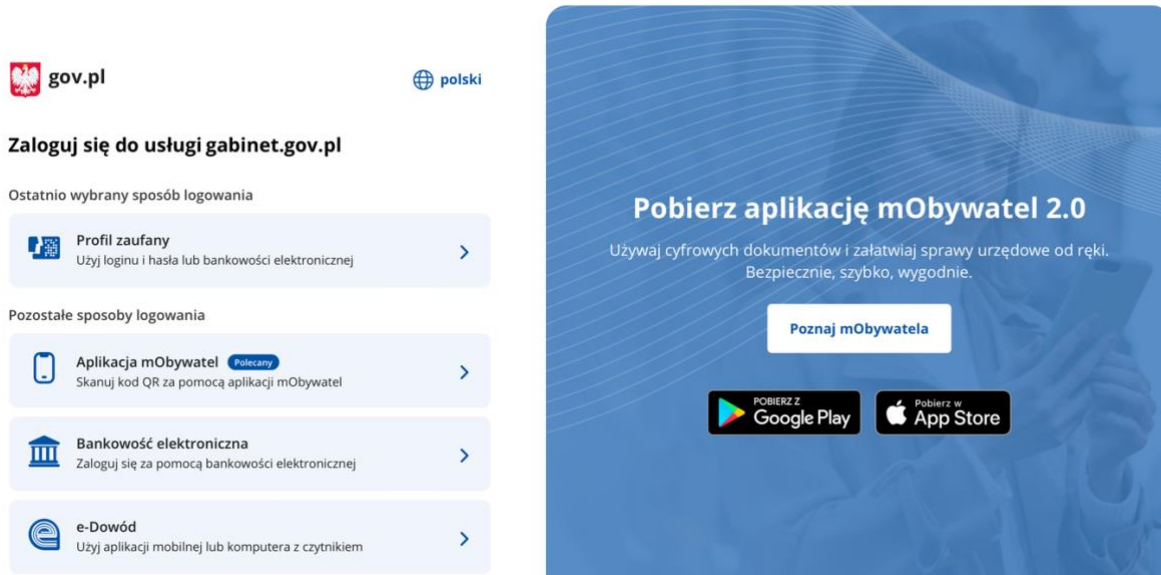 gov.pl
polski
Zaloguj się do usługi gabinet.gov.pl
Ostatnio wybrany sposób logowania
Profil zaufany
Użyj loginu i hasła lub bankowości elektronicznej
Pozostałe sposoby logowania
Aplikacja mObywatel Polecany
Skanuj kod QR za pomocą aplikacji mObywatel
Bankowość elektroniczna
Zaloguj się za pomocą bankowości elektronicznej
e-Dowód
Użyj aplikacji mobilnej lub komputera z czytnikiem
Pobierz aplikację mObywatel 2.0
Używaj cyfrowych dokumentów i załatwiaj sprawy urzędowe od ręki.
Bezpiecznie, szybko, wygodnie.
Poznaj mObywatela
POBIERZ Z
Google Play
Pobierz w
App Store